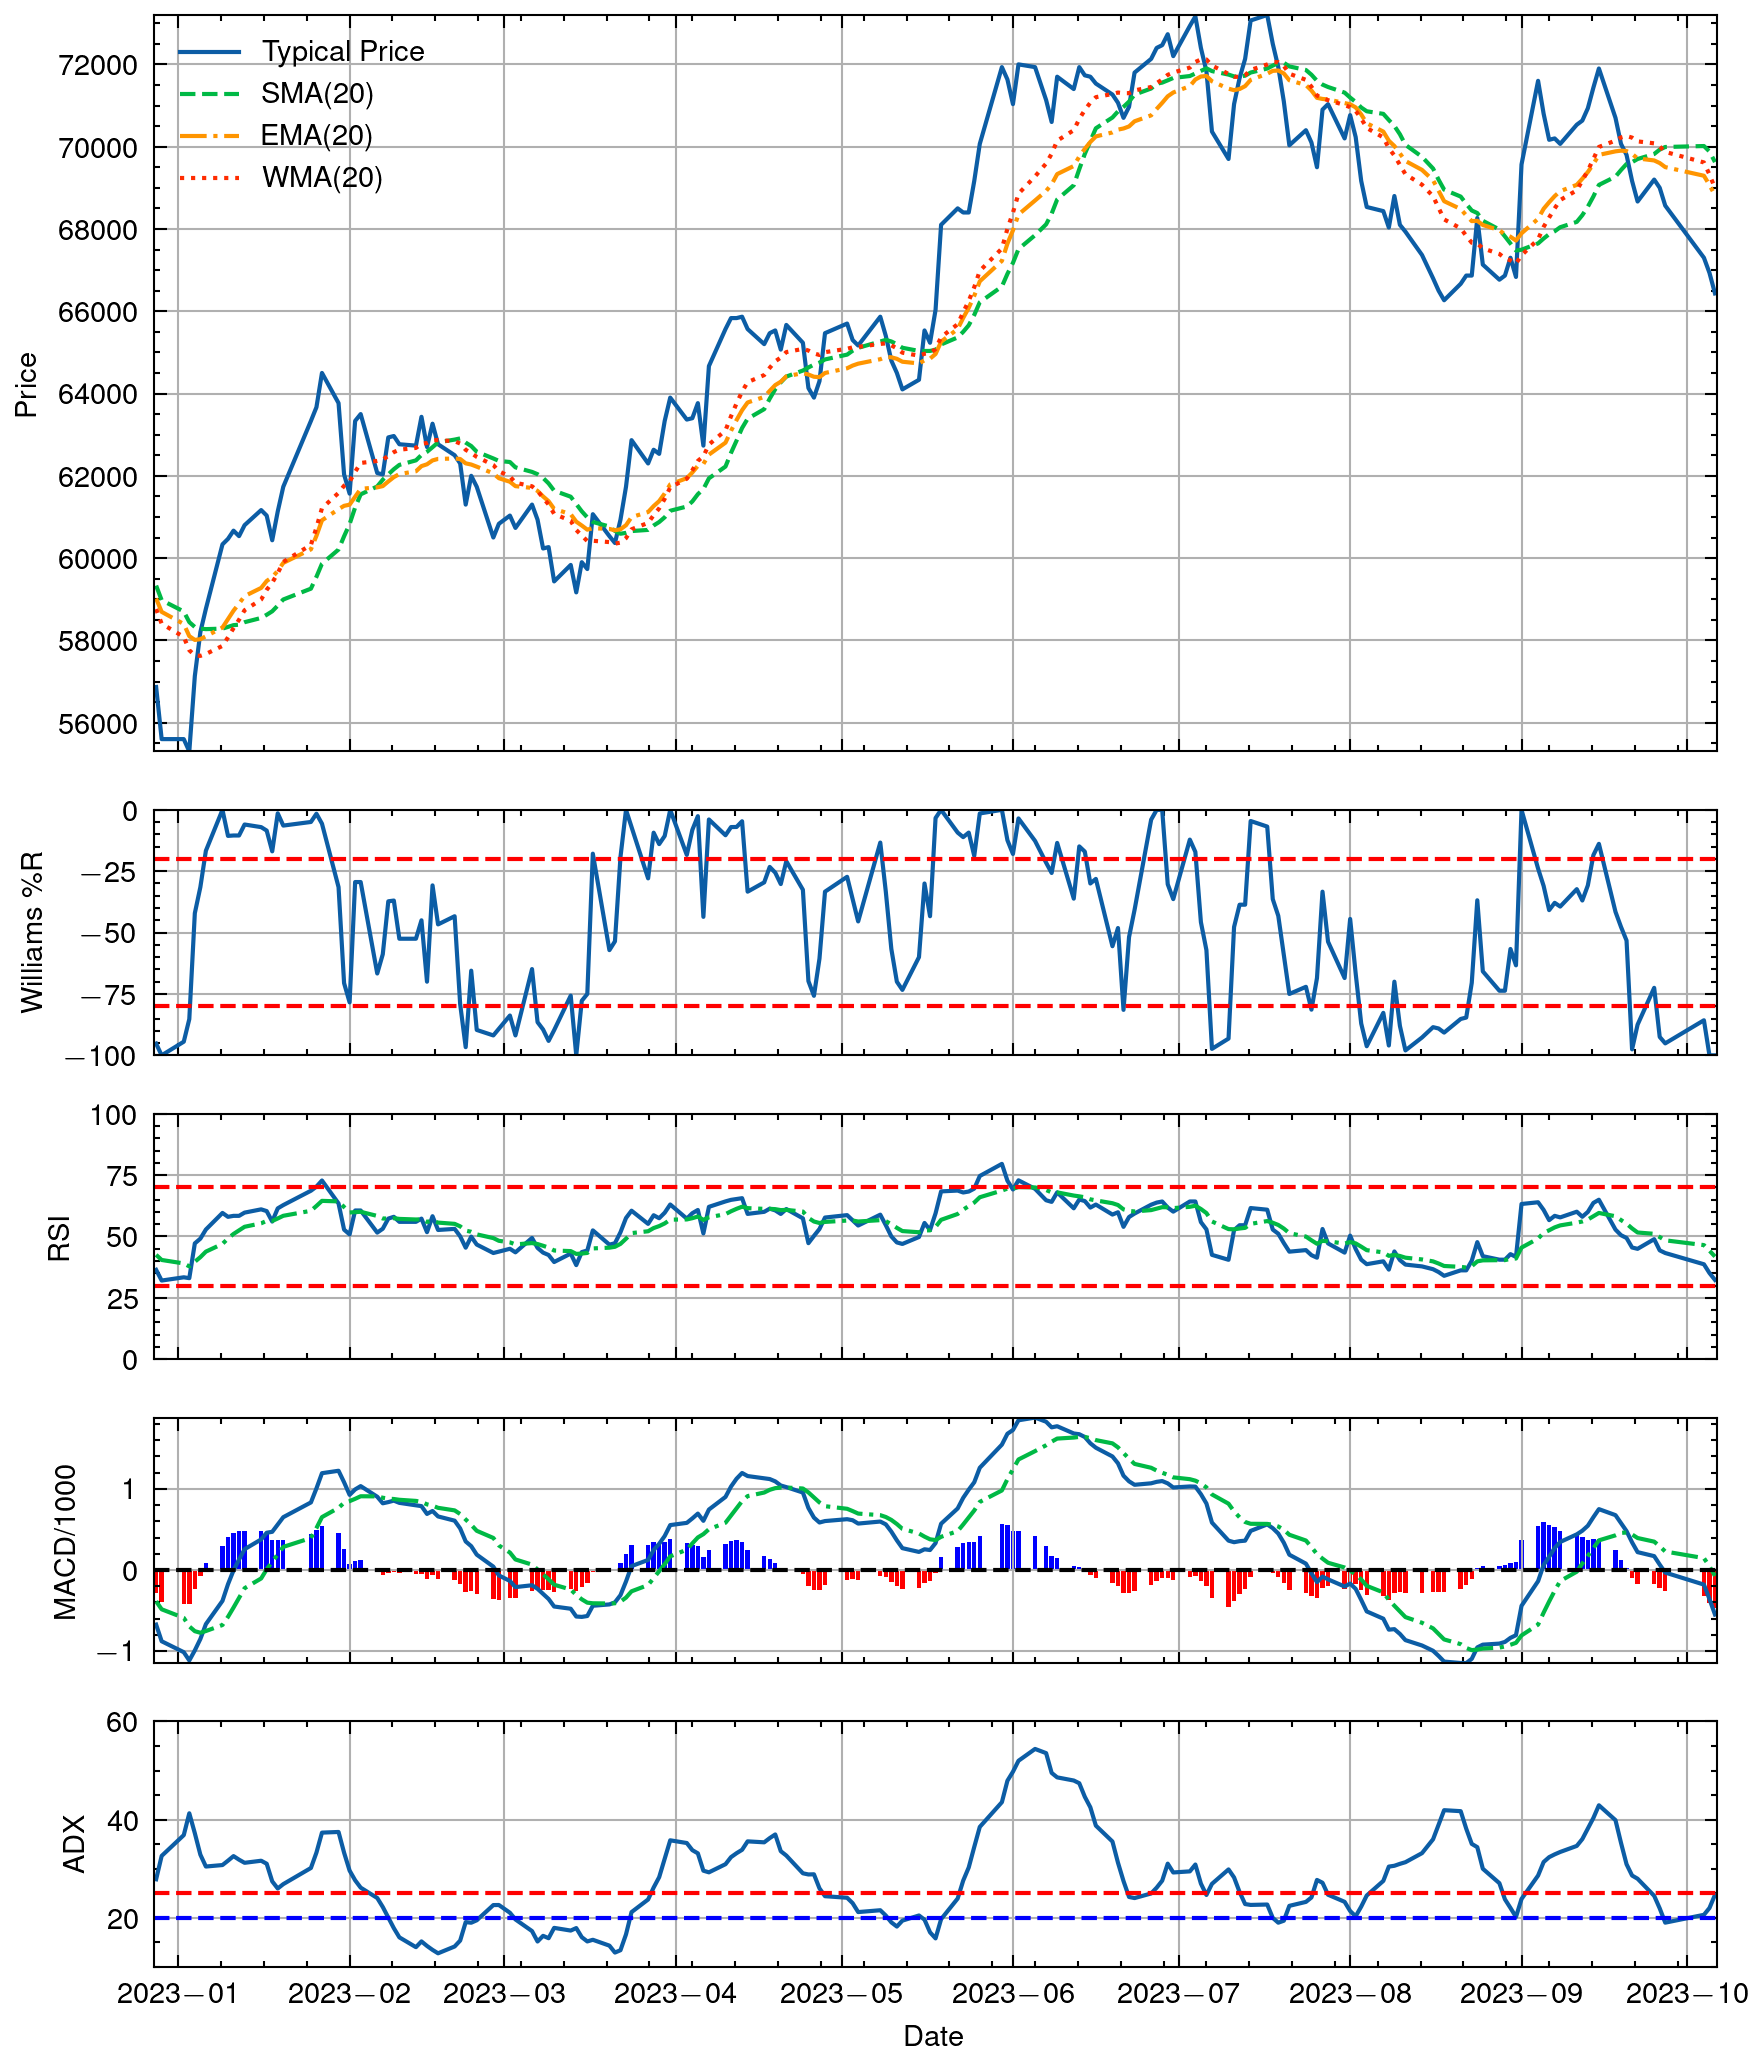 Typical Price
SMA(20)
EMA(20)
WMA(20)
72000
70000
68000
66000
64000
62000
60000
58000
56000
Price
0
−25
−50
−75
−100
Williams %R
100
75
50
25
0
RSI
1
0
−1
MACD/1000
60
40
20
ADX
2023−01 2023−02 2023−03 2023−04 2023−05 2023−06 2023−07 2023−08 2023−09 2023−10
Date